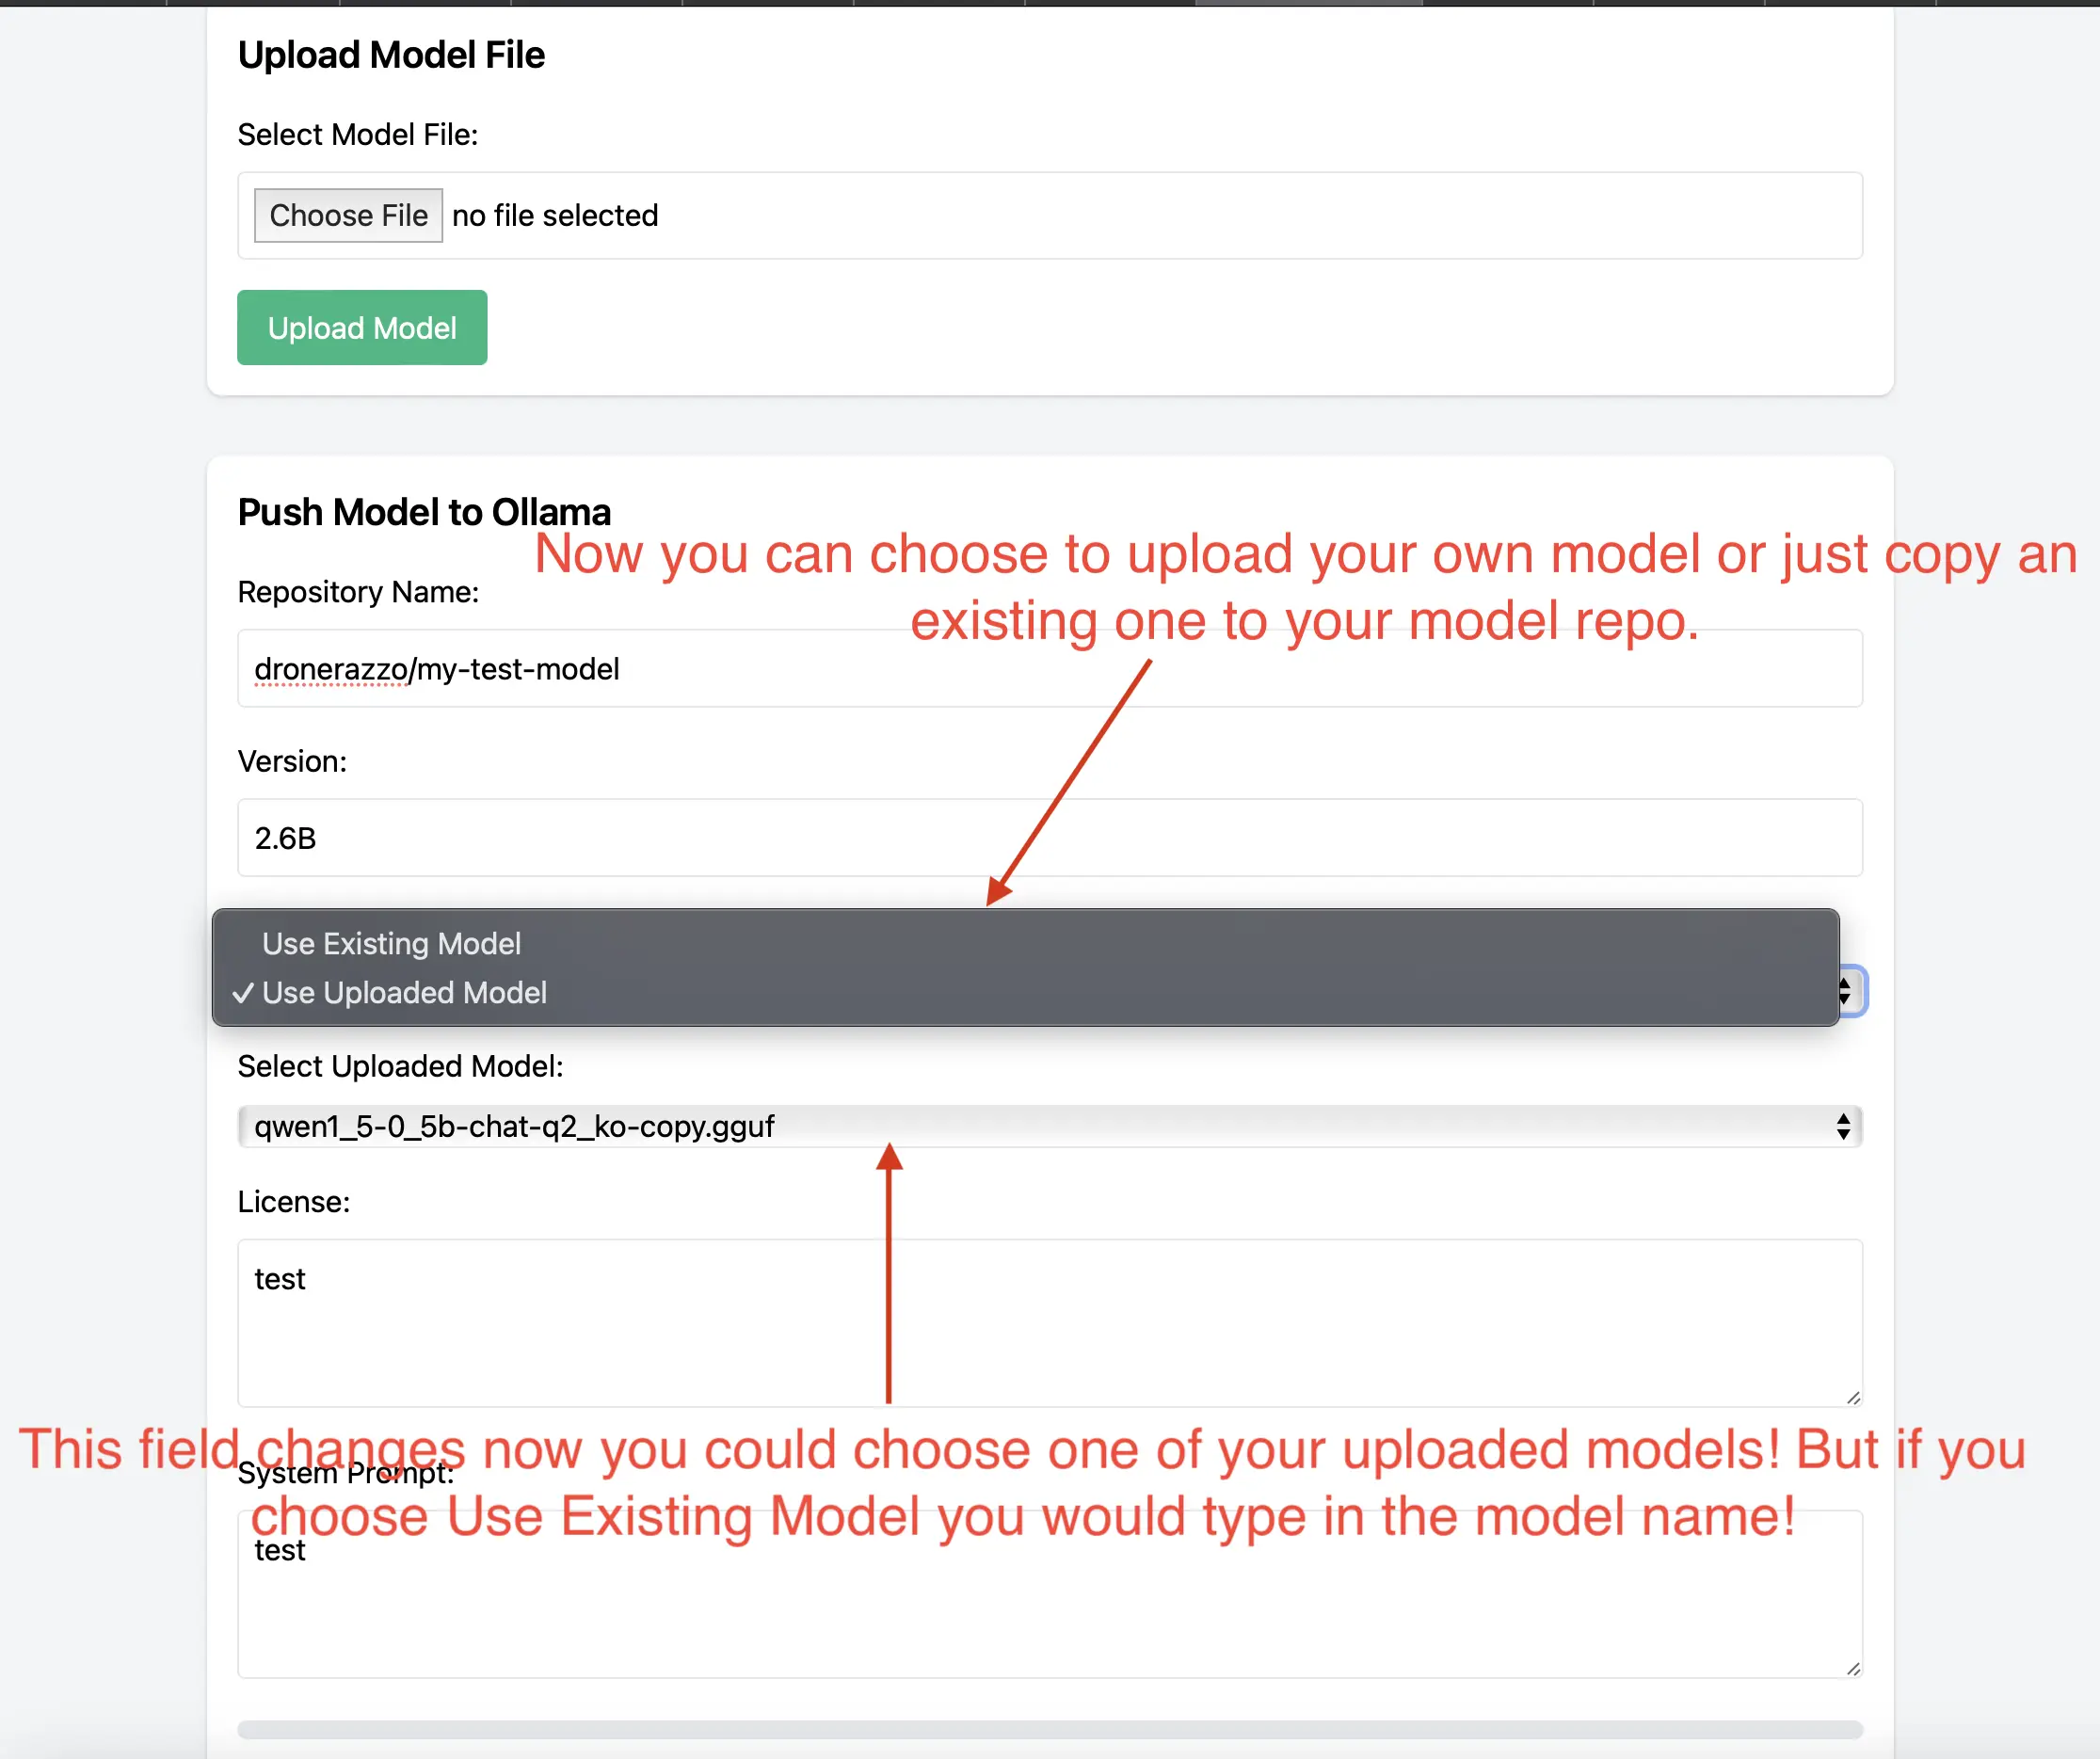 Upload Model File
Select Model File:
Choose File no file selected
Upload Model
Push Model to Ollama
Now you can choose to upload your own model or just copy an
existing one to your model repo.
Repository Name:
dronerazzo/my-test-model
Version:
2.6B
Use Existing Model
✓ Use Uploaded Model
Select Uploaded Model:
qwen1_5-0_5b-chat-q2_ko-copy.gguf
License:
test
This field changes now you could choose one of your uploaded models! But if you
choose Use Existing Model you would type in the model name!
System Prompt:
test